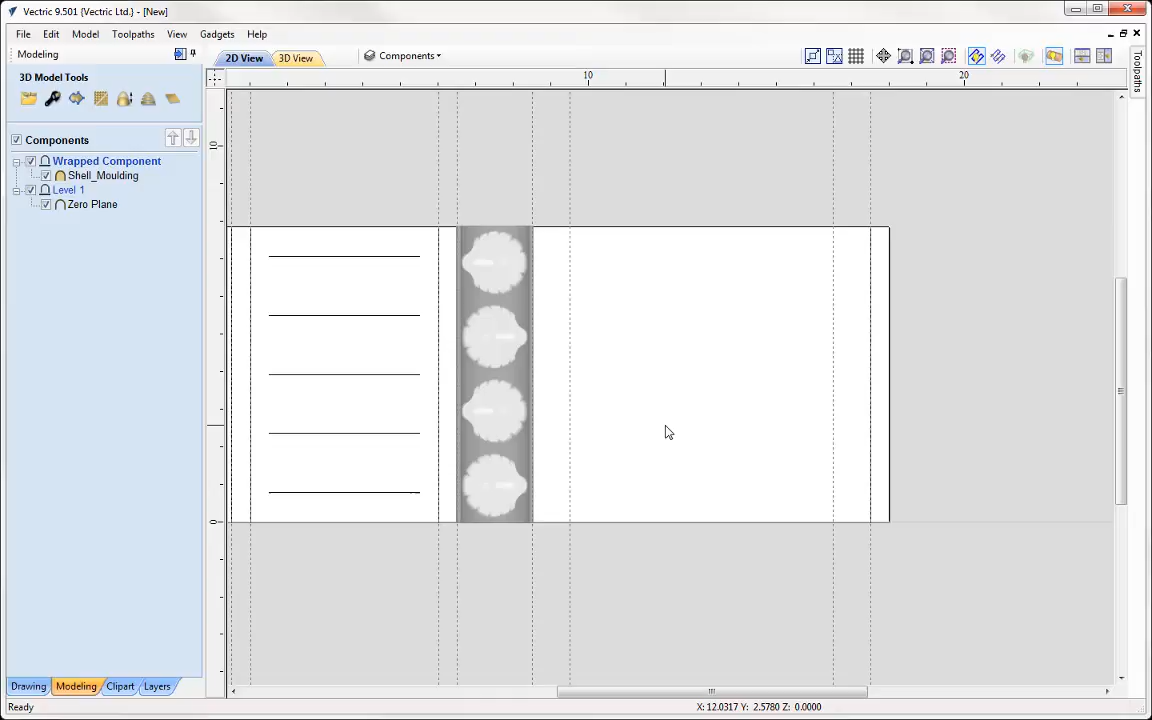 Vectric 9.501 {Vectric Ltd.} - [New]
File Edit Model Toolpaths View Gadgets Help
Modeling
2D View 3D View Components
Toolpaths
3D Model Tools
10 20
Components
Wrapped Component
Shell_Moulding
Level 1
Zero Plane
10
0
Drawing Modeling Clipart Layers
Ready X: 12.0317 Y: 2.5780 Z: 0.0000